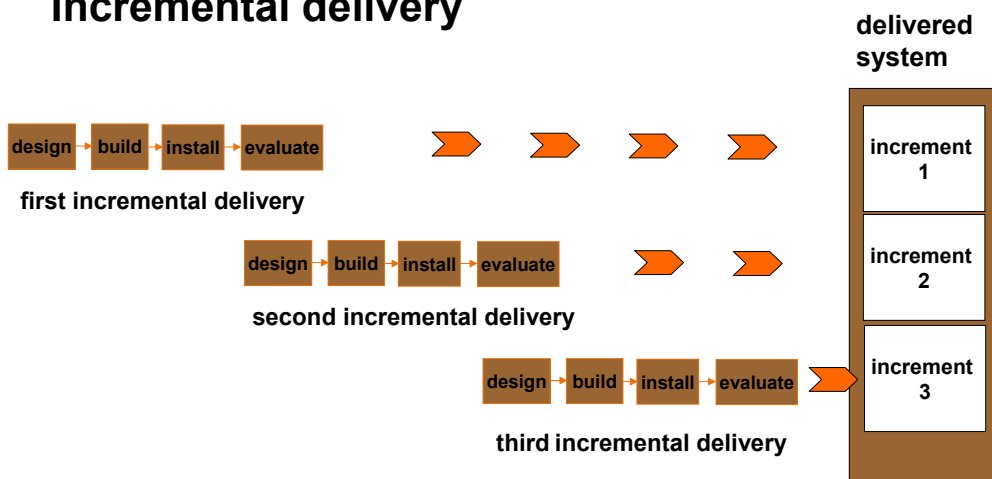 incremental delivery
delivered
system
design build install evaluate
first incremental delivery
increment
1
design build install evaluate
second incremental delivery
increment
2
design build install evaluate
third incremental delivery
increment
3